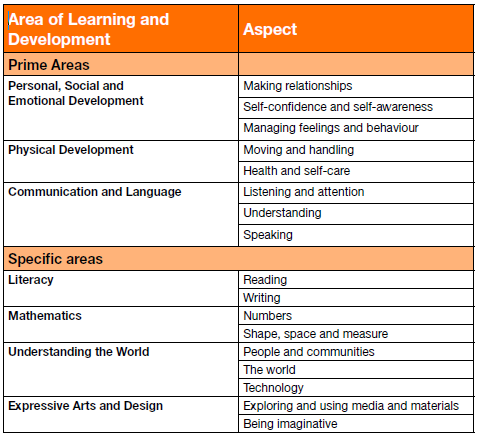 Area of Learning and
Development
Aspect
Prime Areas
Personal, Social and
Emotional Development
Making relationships
Self-confidence and self-awareness
Managing feelings and behaviour
Physical Development
Moving and handling
Health and self-care
Communication and Language
Listening and attention
Understanding
Speaking
Specific areas
Literacy
Reading
Writing
Mathematics
Numbers
Shape, space and measure
Understanding the World
People and communities
The world
Technology
Expressive Arts and Design
Exploring and using media and materials
Being imaginative